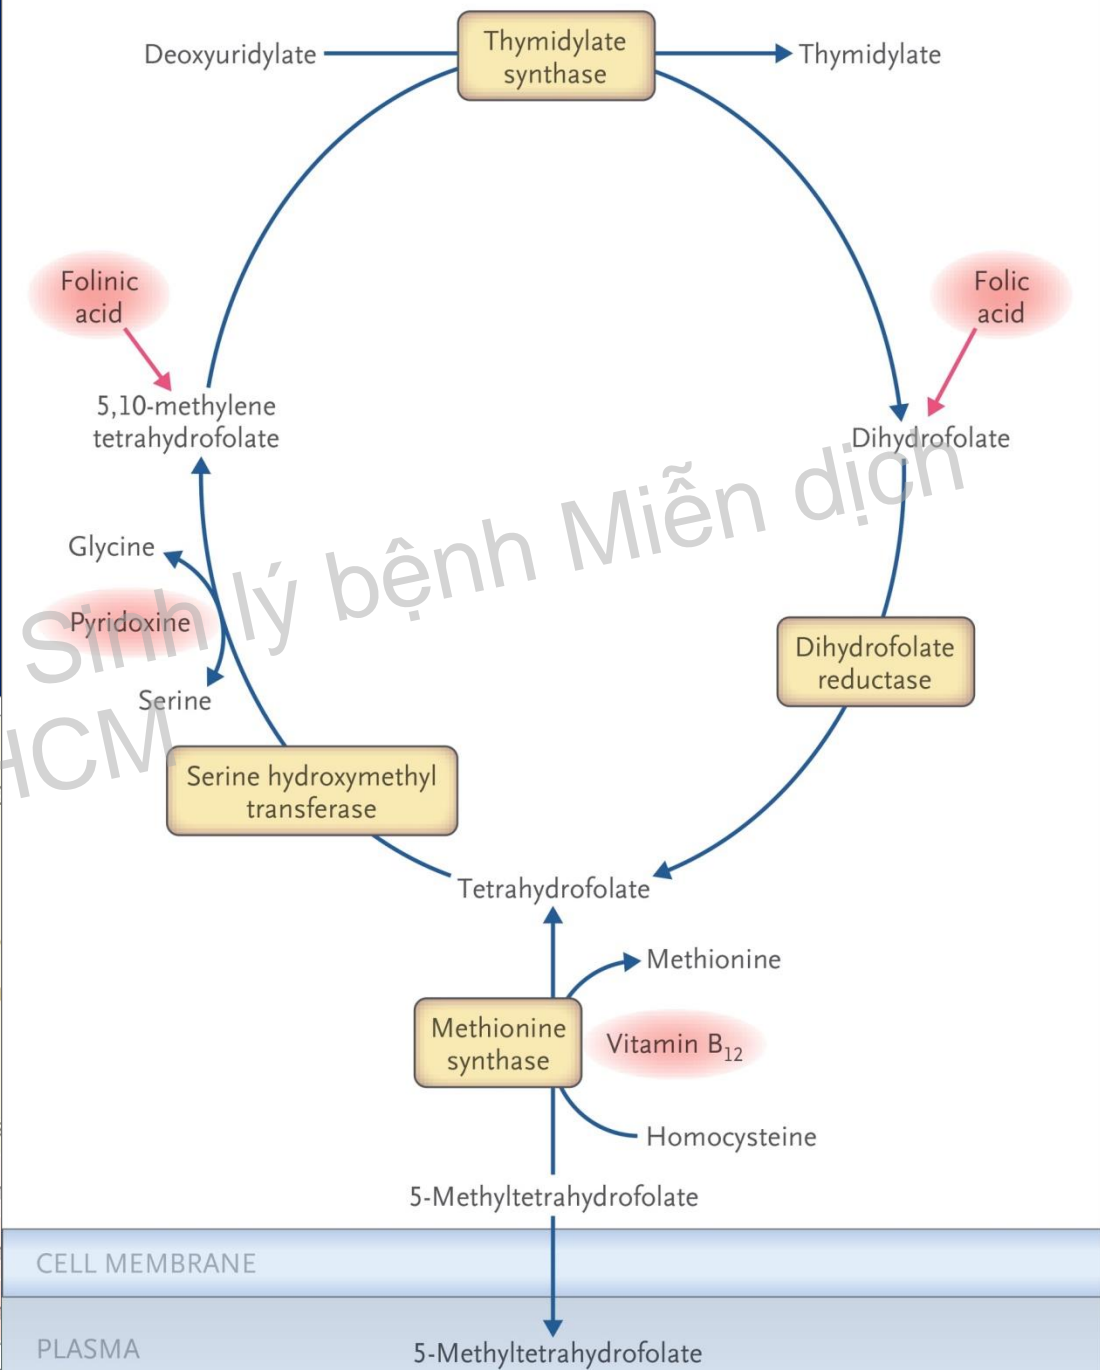 Deoxyuridylate
Thymidylate
synthase
Thymidylate
Folinic
acid
Folic
acid
5,10-methylene
tetrahydrofolate
Dihydrofolate
Glycine
Pyridoxine
Serine
Sinh lý bệnh Miễn dịch
HCM
Dihydrofolate
reductase
Serine hydroxymethyl
transferase
Tetrahydrofolate
Methionine
Methionine
synthase
Vitamin B₁₂
Homocysteine
5-Methyltetrahydrofolate
CELL MEMBRANE
PLASMA
5-Methyltetrahydrofolate